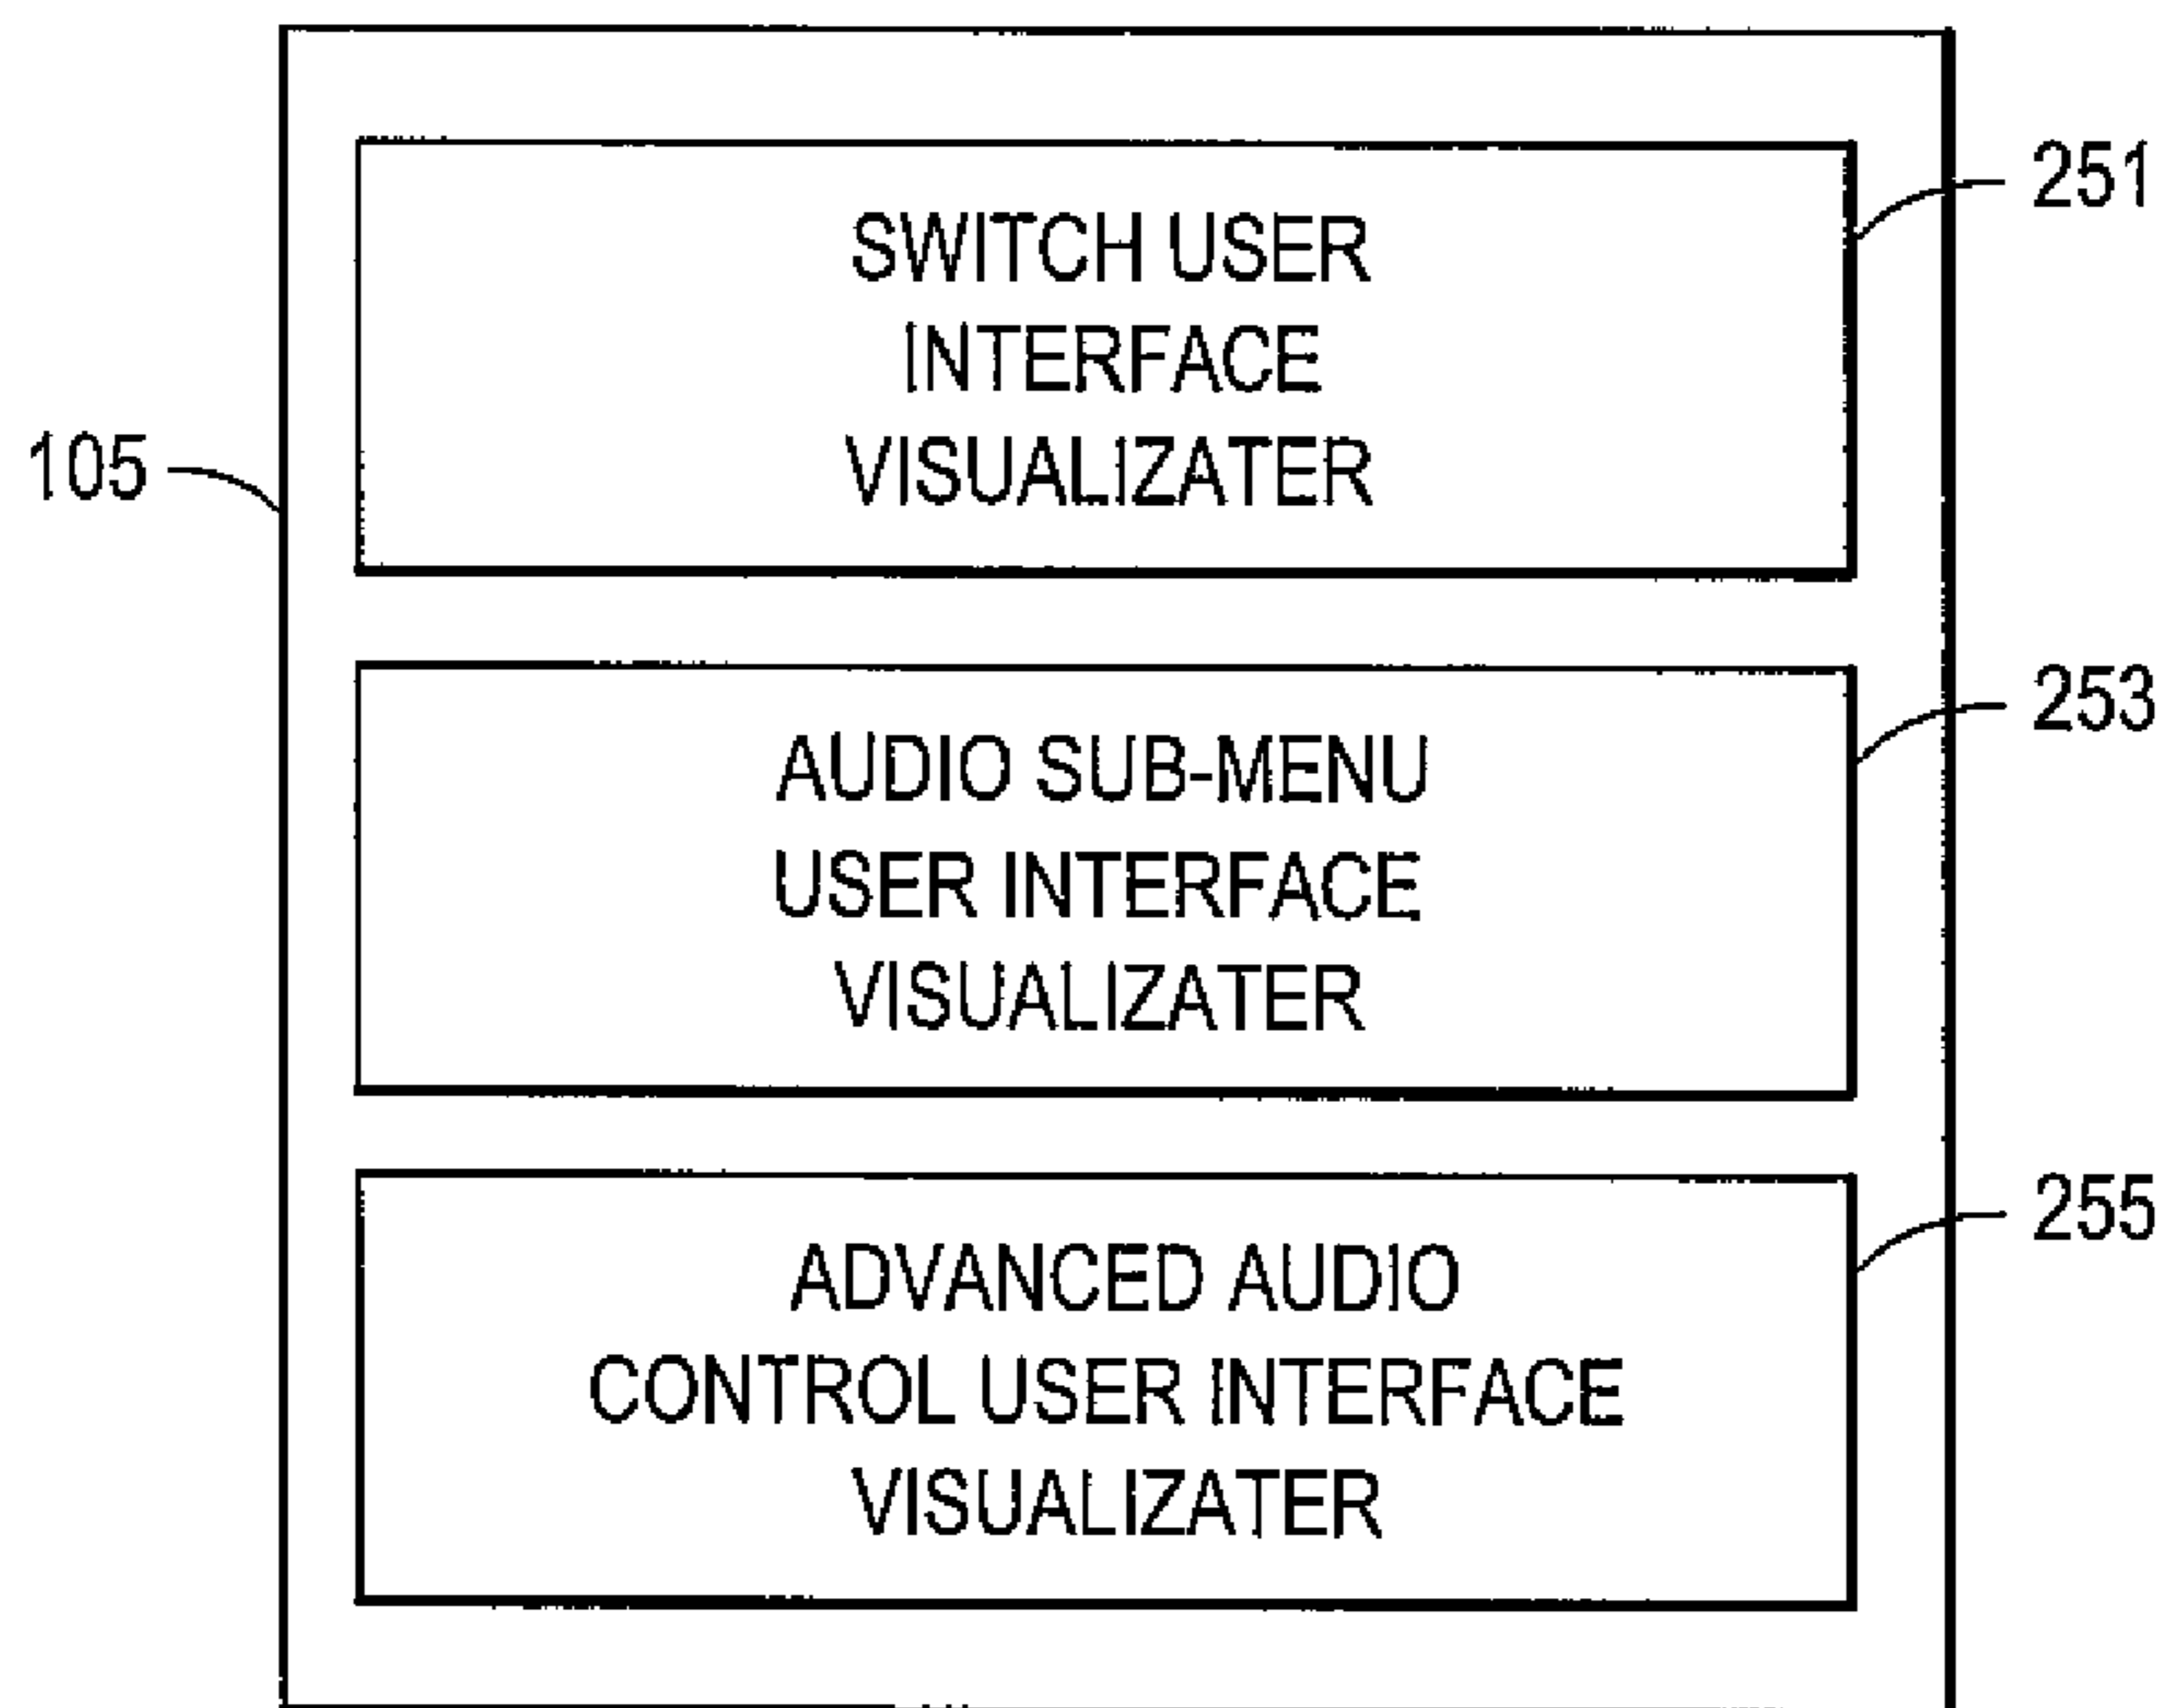 SWITCH USER
INTERFACE
VISUALIZATER
251
105
AUDIO SUB-MENU
USER INTERFACE
VISUALIZATER
253
ADVANCED AUDIO
CONTROL USER INTERFACE
VISUALIZATER
255